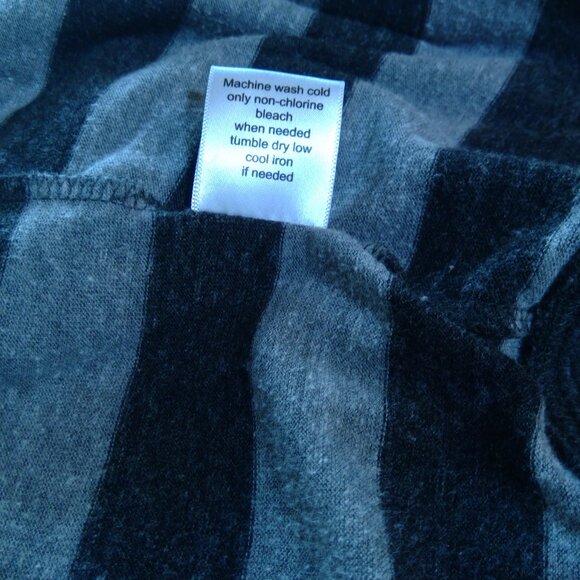 Machine wash cold
only non-chlorine
bleach
when needed
tumble dry low
cool iron
if needed